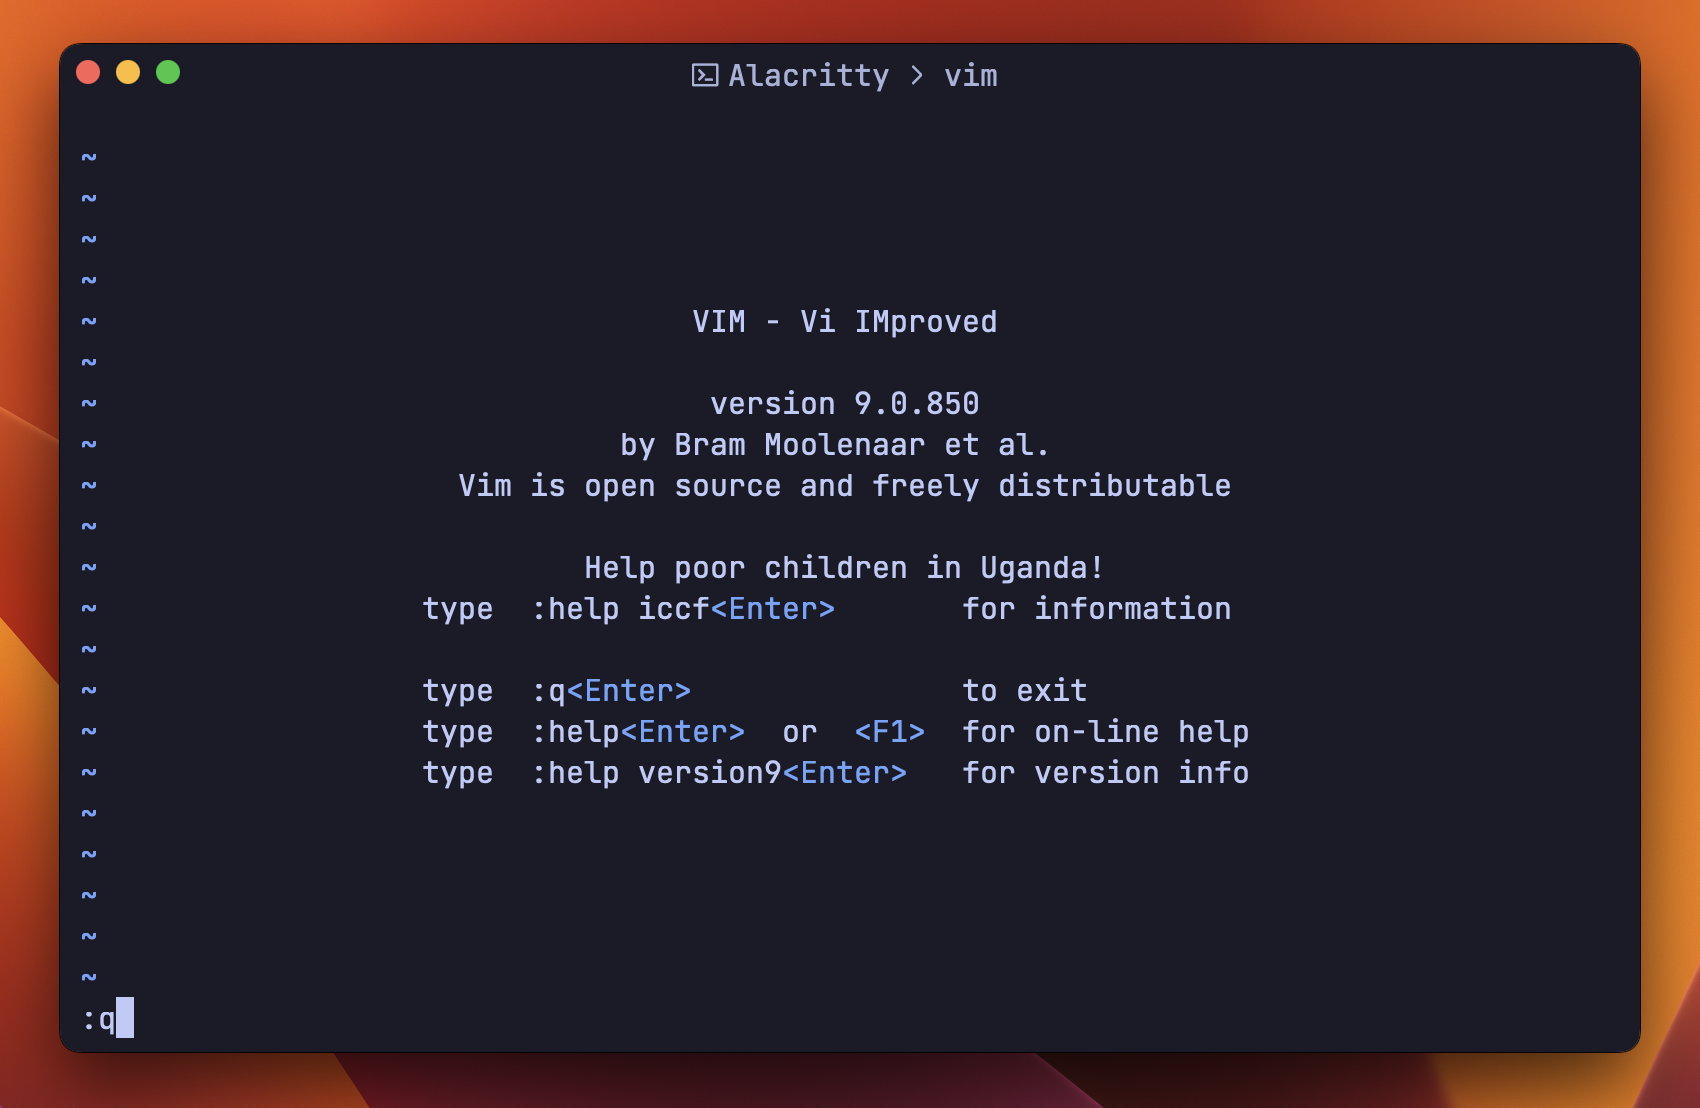 Alacritty > vim
~
~
~
~
~ VIM - Vi IMproved
~
~ version 9.0.850
~ by Bram Moolenaar et al.
~ Vim is open source and freely distributable
~
~ Help poor children in Uganda!
~ type  :help iccf<Enter>       for information
~
~ type  :q<Enter>               to exit
~ type  :help<Enter>  or  <F1>  for on-line help
~ type  :help version9<Enter>   for version info
~
~
~
~
~
:q